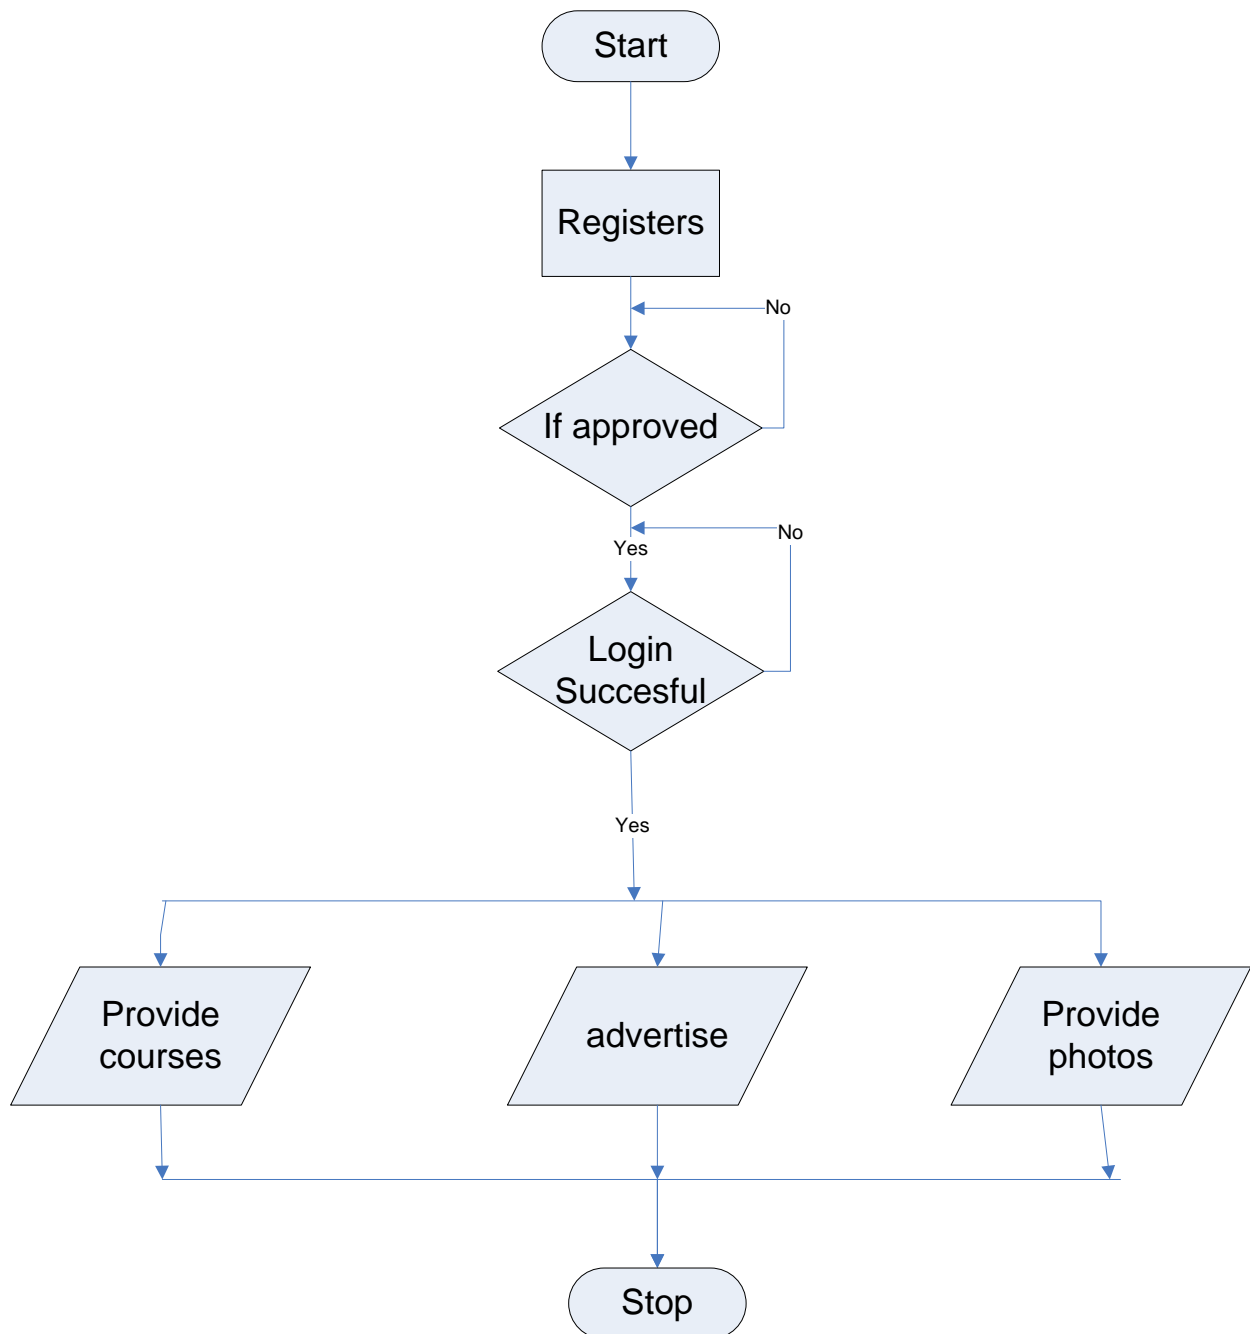 Start
Registers
No
If approved
No
Yes
Login
Succesful
Yes
Provide
courses
advertise
Provide
photos
Stop